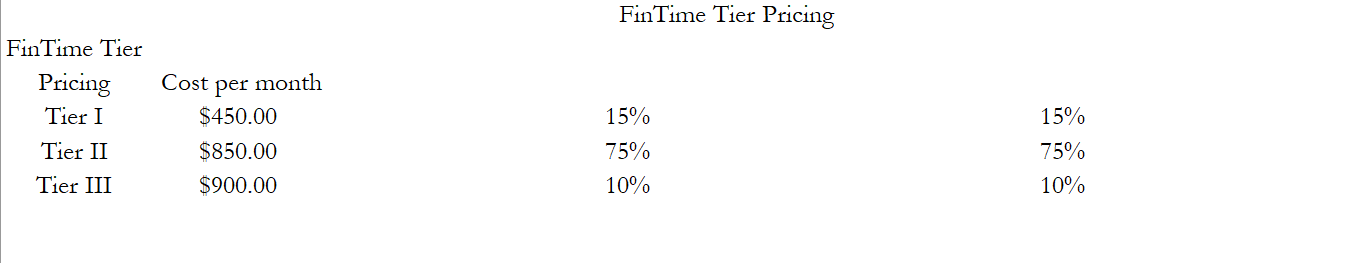 FinTime Tier Pricing
FinTime Tier
Pricing Cost per month
Tier I $450.00 15% 15%
Tier II $850.00 75% 75%
Tier III $900.00 10% 10%